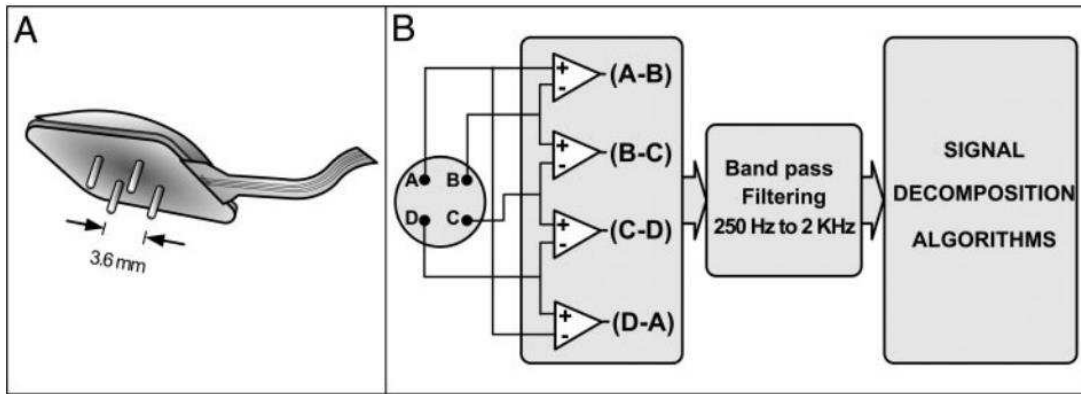 A
3.6 mm
B
A B
D C
+
-
(A-B)
+
-
(B-C)
+
-
(C-D)
+
-
(D-A)
Band pass
Filtering
250 Hz to 2 KHz
SIGNAL
DECOMPOSITION
ALGORITHMS